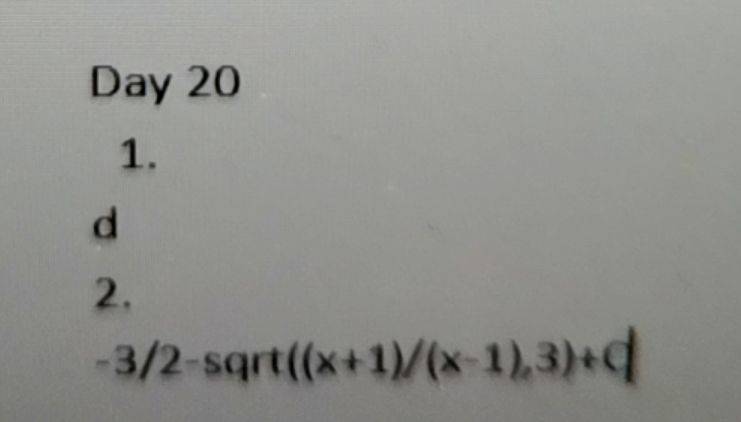 Day 20
1.
d
2.
-3/2-sqrt((x+1)/(x-1),3)+C